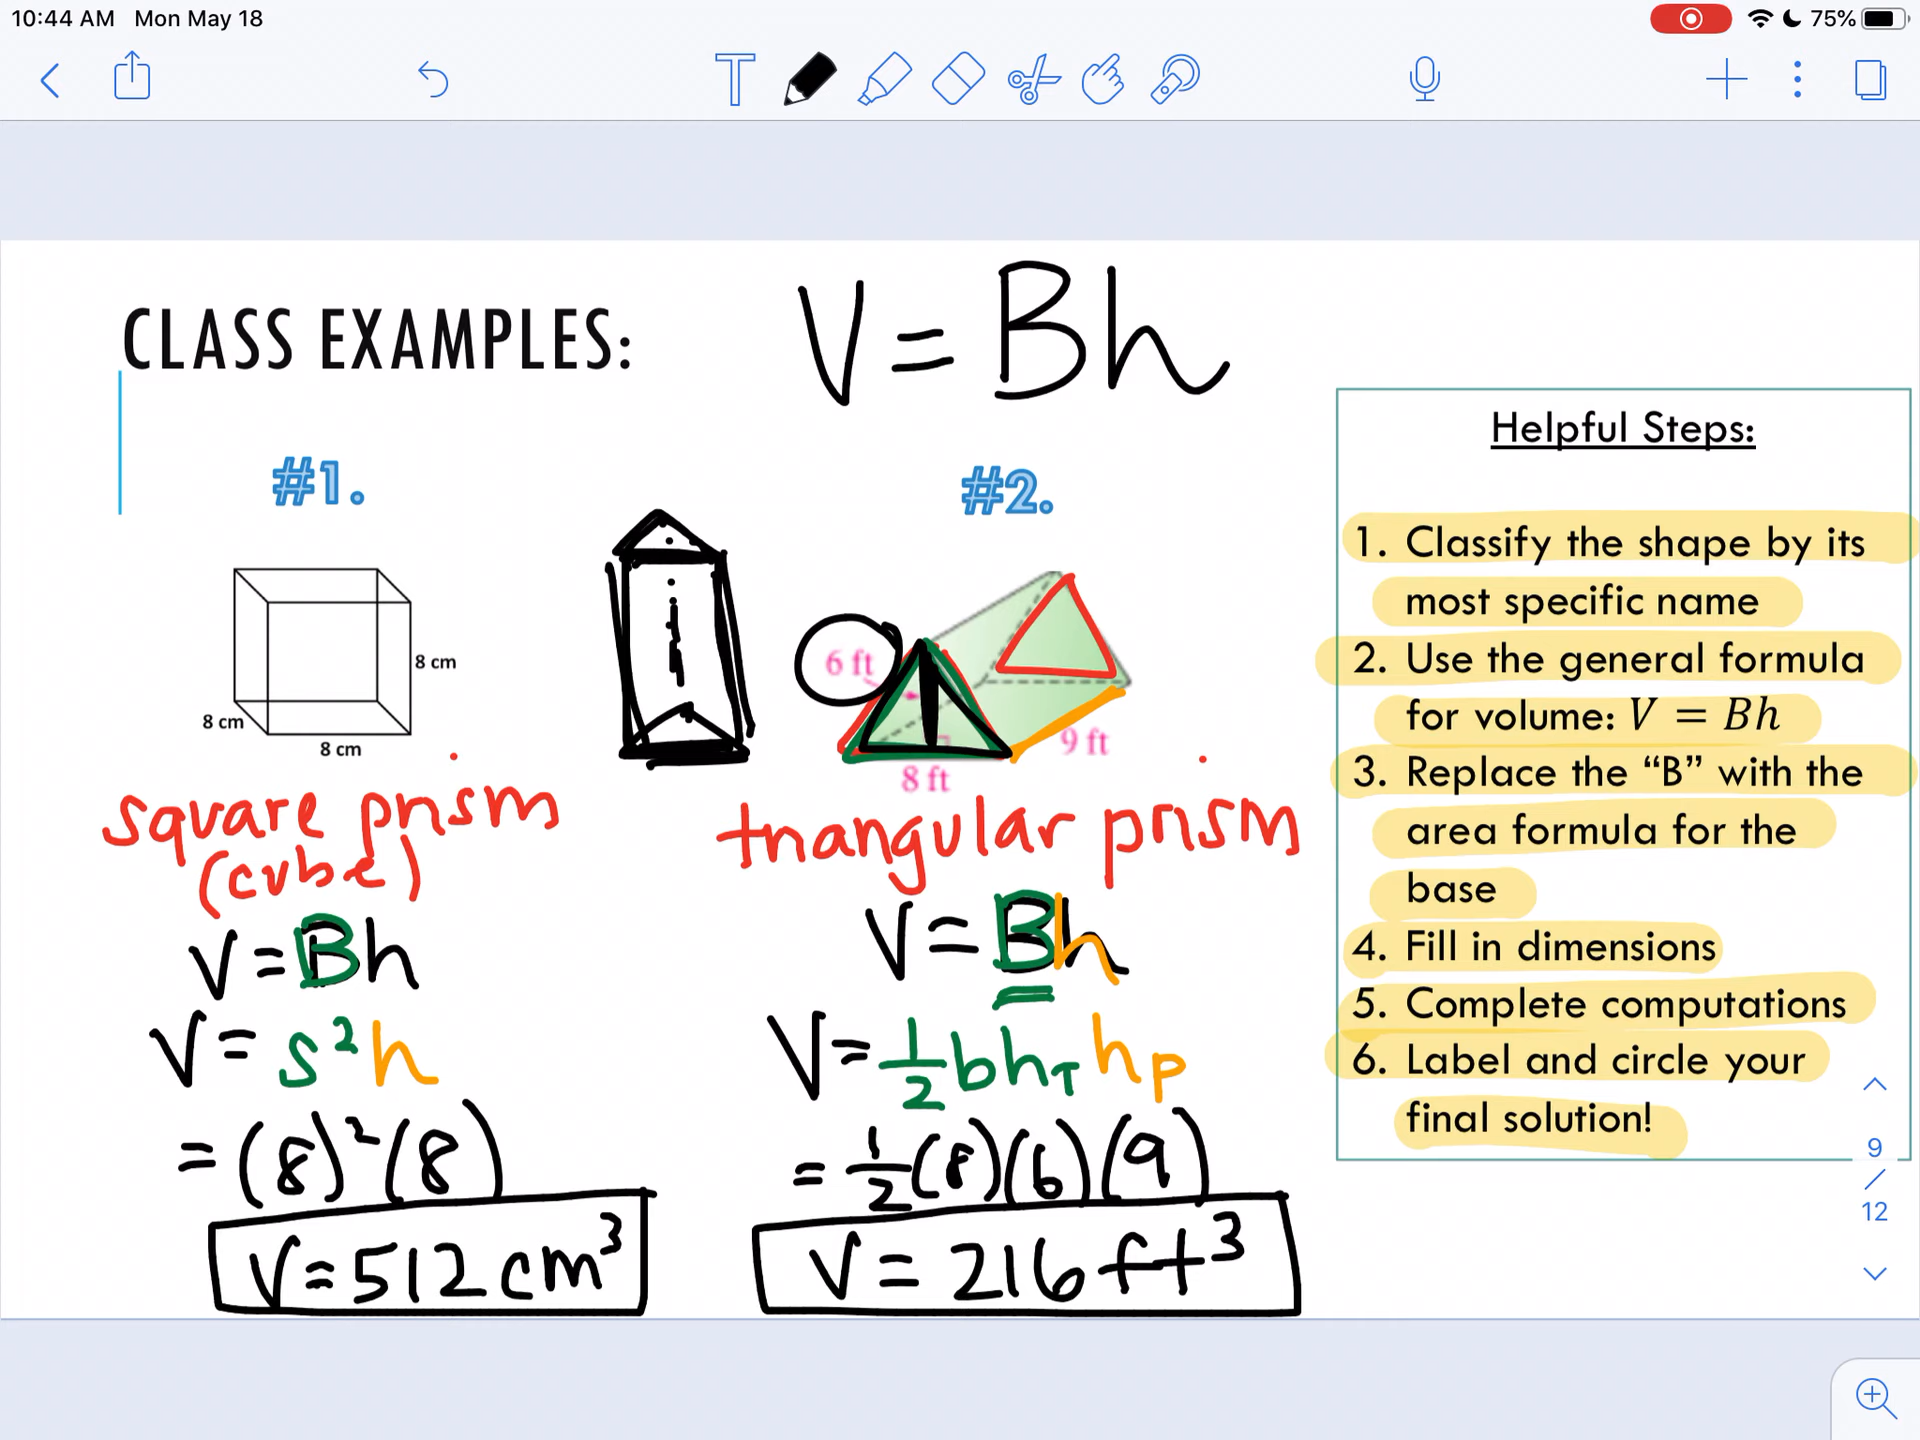 10:44 AM Mon May 18
75%
T
CLASS EXAMPLES:
V = Bh
#1.
8 cm
8 cm
8 cm
square prism
(cube)
V = Bh
V = s²h
= (8)²(8)
V = 512 cm³
#2.
6 ft
9 ft
8 ft
triangular prism
V = Bh
V = 1/2 bh_T h_P
= 1/2 (8)(6)(9)
V = 216 ft³
Helpful Steps:
1. Classify the shape by its
most specific name
2. Use the general formula
for volume: V = Bh
3. Replace the “B” with the
area formula for the
base
4. Fill in dimensions
5. Complete computations
6. Label and circle your
final solution!
9
/
12